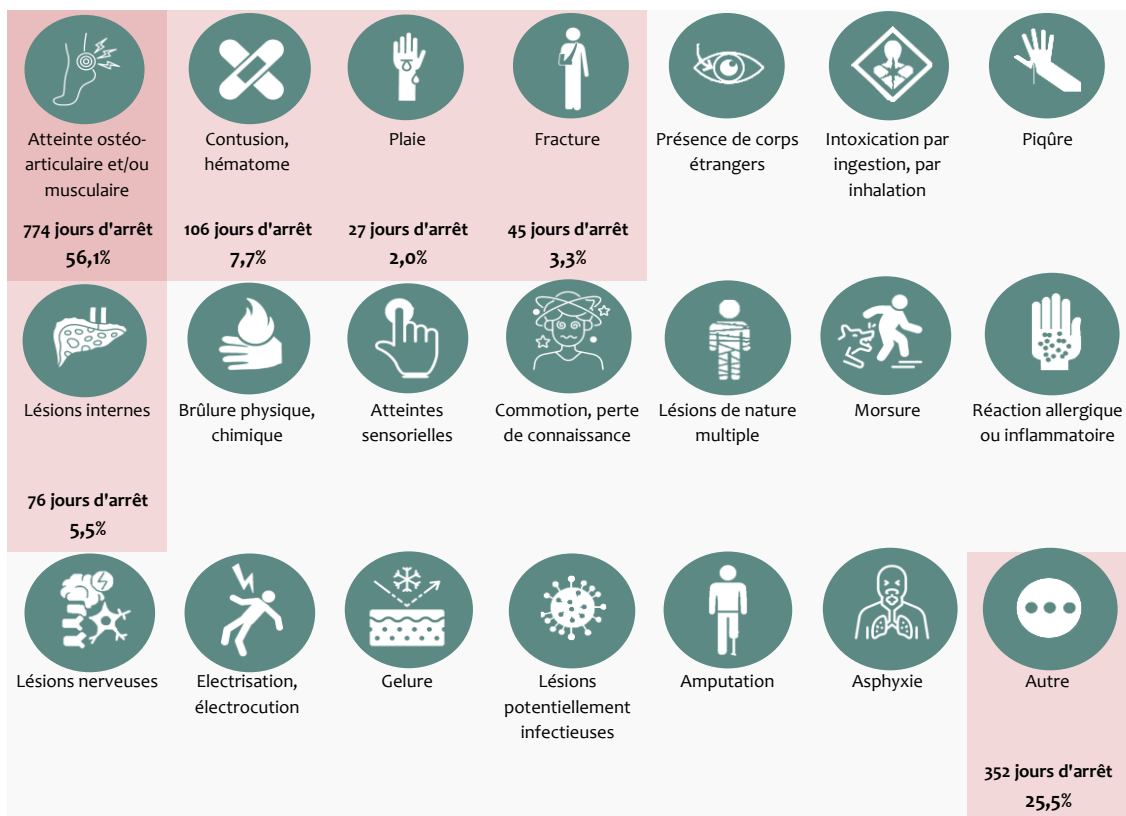 Atteinte ostéo-
articulaire et/ou
musculaire
774 jours d'arrêt
56,1%
Contusion,
hématome
106 jours d'arrêt
7,7%
Plaie
27 jours d'arrêt
2,0%
Fracture
45 jours d'arrêt
3,3%
Présence de corps
étrangers
Intoxication par
ingestion, par
inhalation
Piqûre
Lésions internes
76 jours d'arrêt
5,5%
Brûlure physique,
chimique
Atteintes
sensorielles
Commotion, perte
de connaissance
Lésions de nature
multiple
Morsure
Réaction allergique
ou inflammatoire
Lésions nerveuses
Electrisation,
électrocution
Gelure
Lésions
potentiellement
infectieuses
Amputation
Asphyxie
Autre
352 jours d'arrêt
25,5%